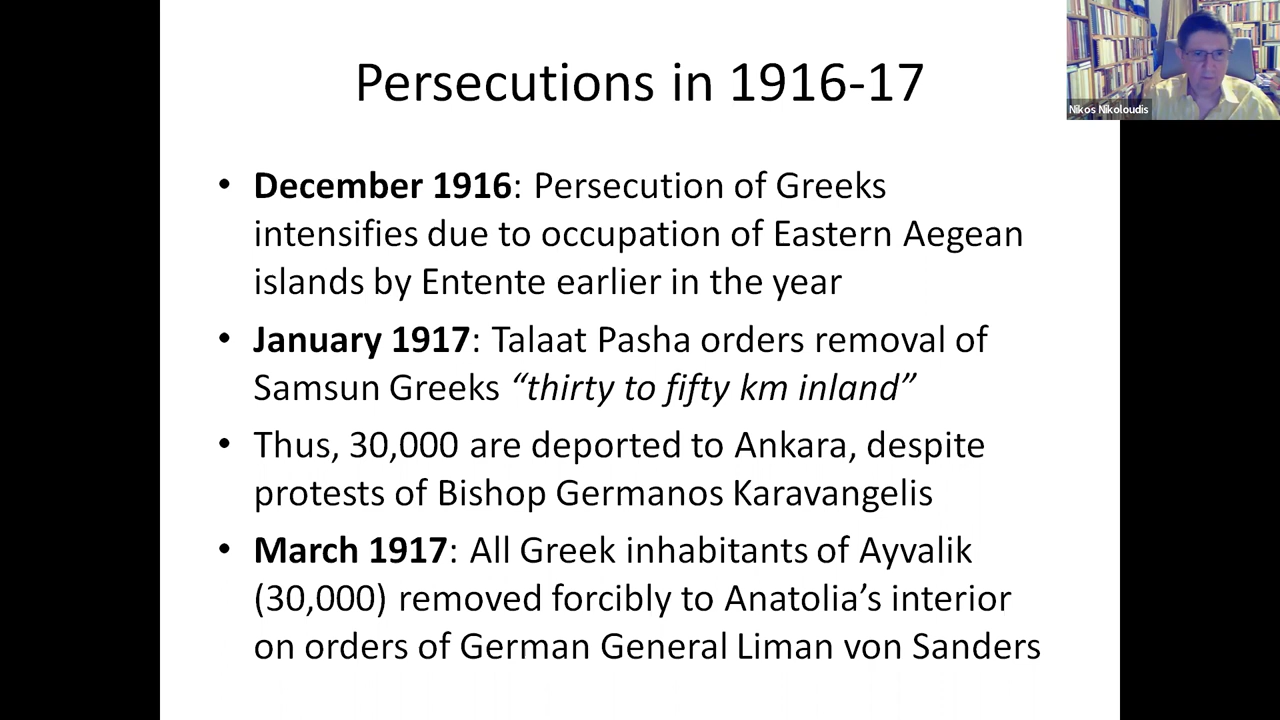 Persecutions in 1916-17
Nikos Nikoloudis
• December 1916: Persecution of Greeks
intensifies due to occupation of Eastern Aegean
islands by Entente earlier in the year
• January 1917: Talaat Pasha orders removal of
Samsun Greeks “thirty to fifty km inland”
• Thus, 30,000 are deported to Ankara, despite
protests of Bishop Germanos Karavangelis
• March 1917: All Greek inhabitants of Ayvalik
(30,000) removed forcibly to Anatolia’s interior
on orders of German General Liman von Sanders